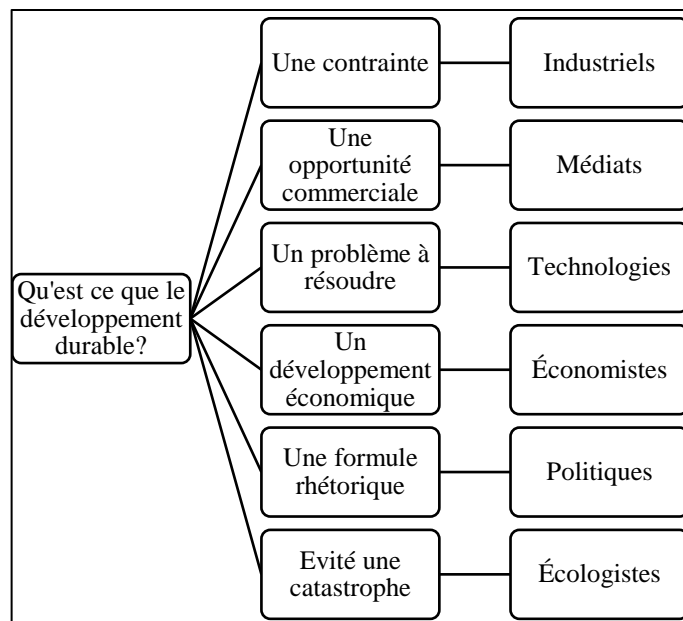 Une contrainte
Industriels
Une
opportunité
commerciale
Médiats
Un problème à
résoudre
Technologies
Qu'est ce que le
développement
durable?
Un
développement
économique
Économistes
Une formule
rhétorique
Politiques
Evité une
catastrophe
Écologistes